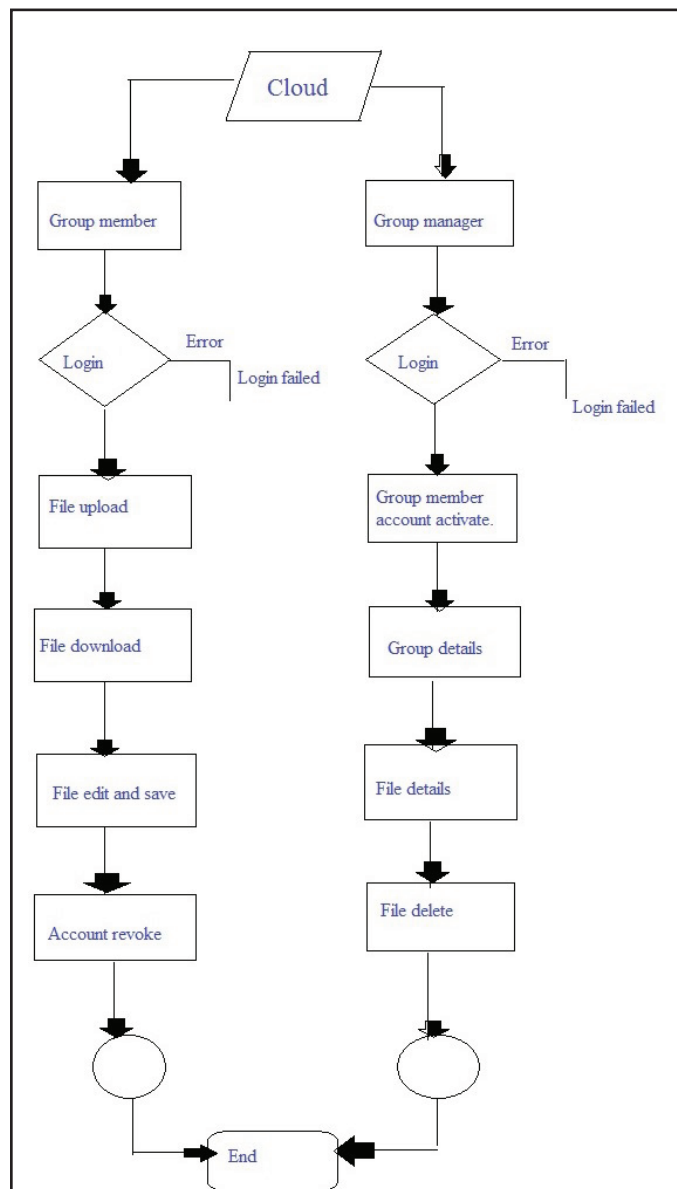 Cloud
Group member
Group manager
Login
Error
Login failed
Login
Error
Login failed
File upload
Group member
account activate.
File download
Group details
File edit and save
File details
Account revoke
File delete
End